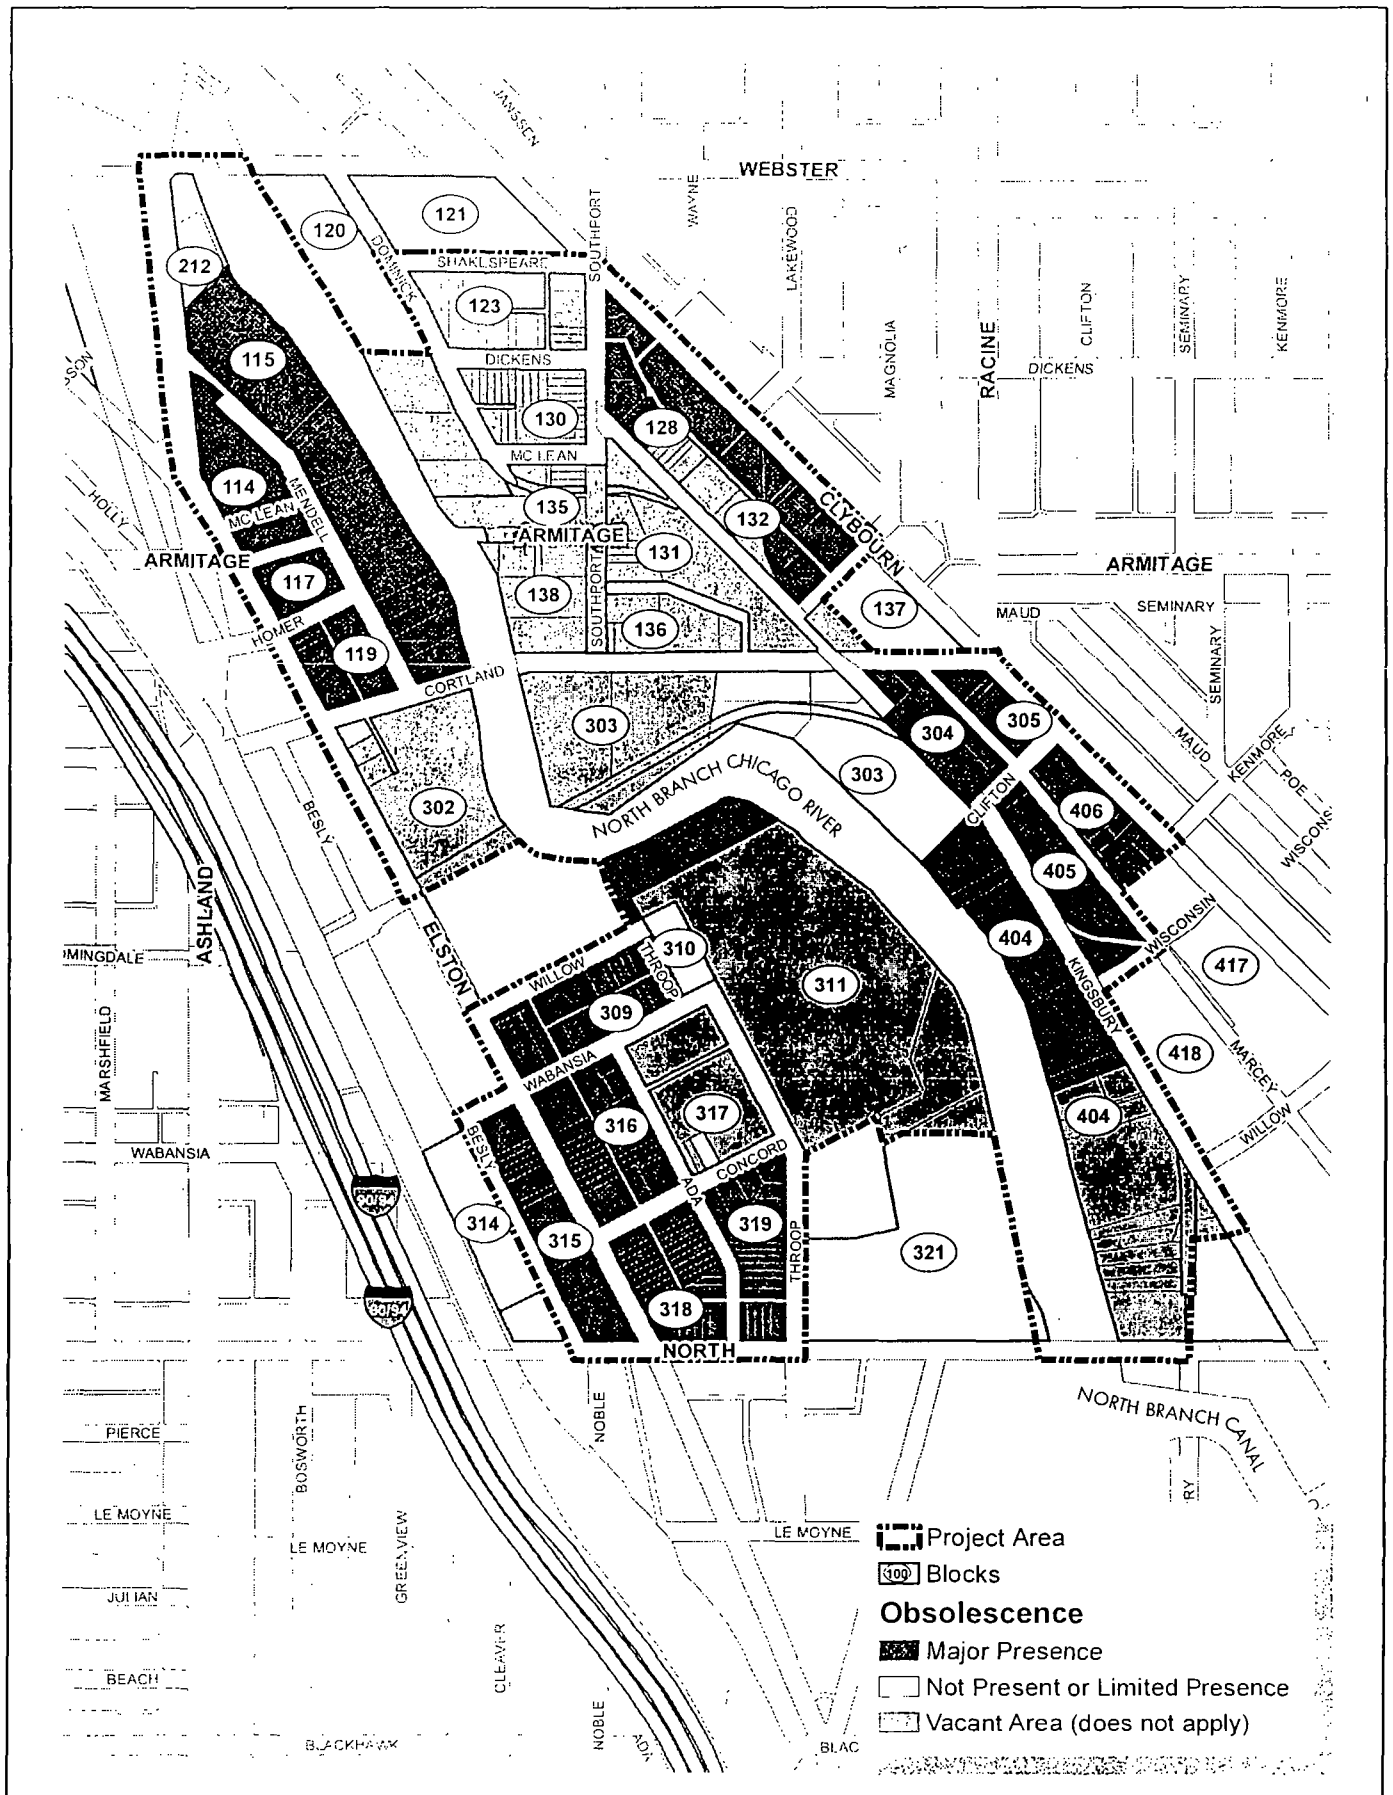 JANSSEN
WEBSTER
SOUTHPORT
WAYNE
LAKEWOOD
121
120
DOMINICK
SHAKESPEARE
212
123
MAGNOLIA
RACINE
CLIFTON
SEMINARY
KENMORE
115
DICKENS
DICKENS
130
128
MC LEAN
HOLLY
114
MENDELL
MC LEAN
135
132
CLYBOURN
ARMITAGE
ARMITAGE
131
ARMITAGE
117
138
SOUTHPORT
137
MAUD
SEMINARY
HOMER
136
SEMINARY
119
CORTLAND
303
304
305
MAUD
KENMORE
POE
WISCONS
302
303
CLIFTON
406
NORTH BRANCH CHICAGO RIVER
BESLY
405
ASHLAND
ELSTON
WISCONSIN
OMINGDALE
WILLOW
THROOP
310
404
417
311
KINGSBURY
309
MARSHFIELD
WABANSIA
418
MARCEY
317
404
316
WILLOW
WABANSIA
BESLY
CONCORD
ADA
90/94
314
315
319
THROOP
321
90/94
318
NORTH
NORTH BRANCH CANAL
NOBLE
PIERCE
BOSWORTH
RY
LE MOYNE
LE MOYNE
LE MOYNE
GREENVIEW
JULIAN
CLEAVER
BEACH
NOBLE
ADA
BLACKHAWK
BLAC
Project Area
100 Blocks
Obsolescence
Major Presence
Not Present or Limited Presence
Vacant Area (does not apply)